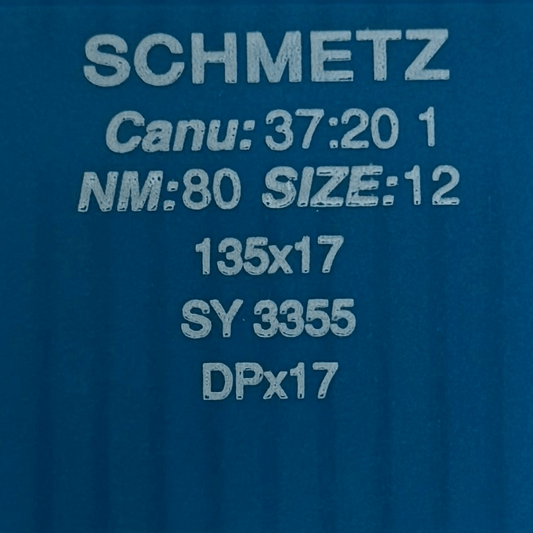 SCHMETZ
Canu: 37:20 1
NM:80 SIZE:12
135x17
SY 3355
DPx17